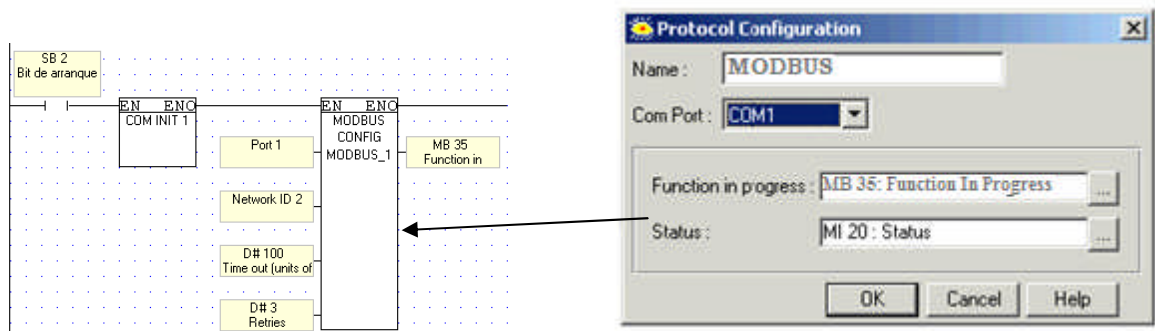 SB 2
Bit de arranque
EN ENO
COM INIT 1
EN ENO
MODBUS
CONFIG
MODBUS_1
Port 1
MB 35
Function in
Network ID 2
D# 100
Time out (units of
D# 3
Retries
Protocol Configuration
Name :
MODBUS
Com Port :
COM1
Function in progress :
MB 35: Function In Progress
...
Status :
MI 20 : Status
...
OK
Cancel
Help